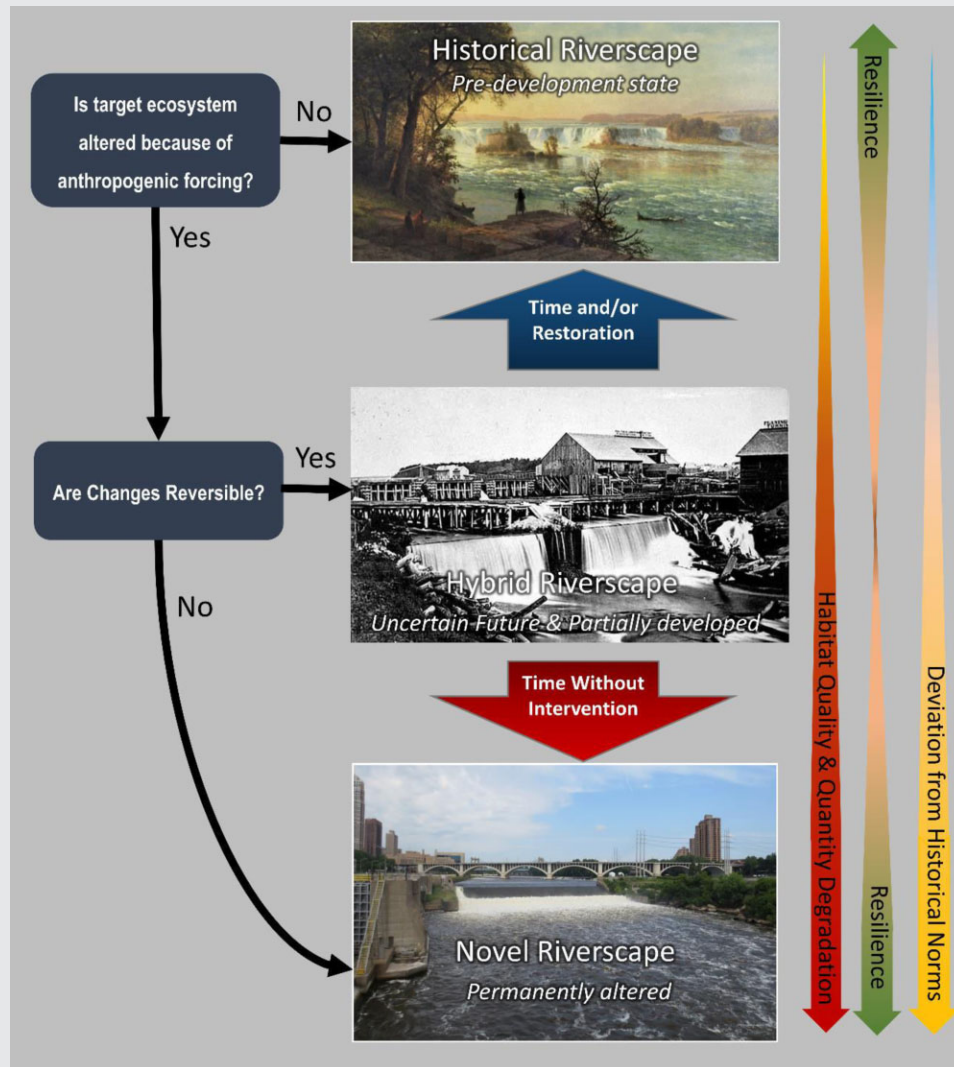 Is target ecosystem
altered because of
anthropogenic forcing?
No
Historical Riverscape
Pre-development state
Yes
Time and/or
Restoration
Are Changes Reversible?
Yes
Hybrid Riverscape
Uncertain Future & Partially developed
No
Time Without
Intervention
Novel Riverscape
Permanently altered
Habitat Quality & Quantity Degradation
Resilience
Resilience
Deviation from Historical Norms